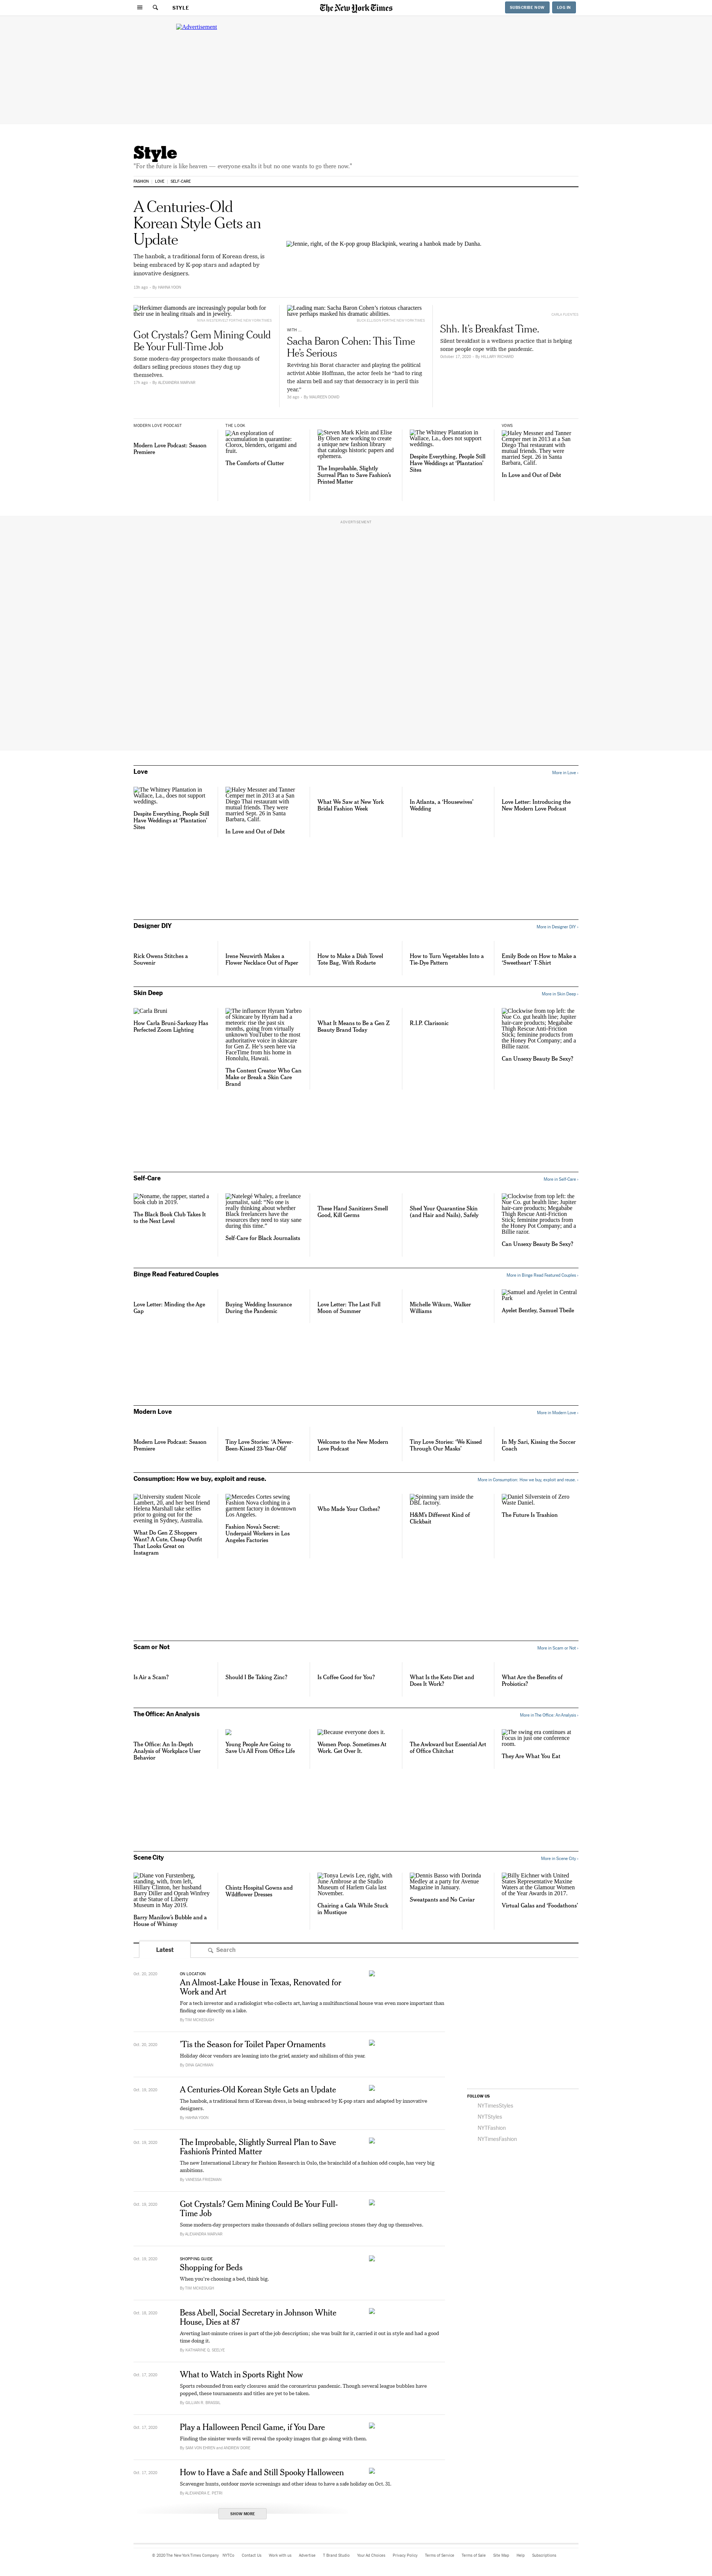 STYLE
The New York Times
SUBSCRIBE NOW
LOG IN
Advertisement
Style
"For the future is like heaven — everyone exalts it but no one wants to go there now."
FASHION
LOVE
SELF-CARE
A Centuries-Old
Korean Style Gets an
Update
The hanbok, a traditional form of Korean dress, is
being embraced by K-pop stars and adapted by
innovative designers.
Jennie, right, of the K-pop group Blackpink, wearing a hanbok made by Danha.
Herkimer diamonds are increasingly popular both for
their use in healing rituals and in jewelry.
Got Crystals? Gem Mining Could
Be Your Full-Time Job
Some modern-day prospectors make thousands of
dollars selling precious stones they dug up
themselves.
17h ago · By ALEXANDRA MARVAR
Leading man: Sacha Baron Cohen's riotous characters
have perhaps masked his dramatic abilities.
WITH ...
Sacha Baron Cohen: This Time
He's Serious
Reviving his Borat character and playing the political
activist Abbie Hoffman, the actor feels he "had to ring
the alarm bell and say that democracy is in peril this
year."
By MAUREEN DOWD
Shh. It's Breakfast Time.
Silent breakfast is a wellness practice that is helping
some people cope with the pandemic.
October 17, 2020 · By HILLARY RICHARD
MODERN LOVE PODCAST
Modern Love Podcast: Season
Premiere
THE LOOK
An exploration of
accumulation in quarantine:
Clorox, blenders, origami and
fruit.
The Comforts of Clutter
Steven Mark Klein and Elise
By Olsen are working to create
a unique new fashion library
that catalogs historic papers and
ephemera.
The Improbable, Slightly
Surreal Plan to Save Fashion's
Printed Matter
The Whitney Plantation in
Wallace, La., does not support
weddings.
Despite Everything, People Still
Have Weddings at 'Plantation'
Sites
VOWS
Haley Messner and Tanner
Cemper met in 2013 at a San
Diego Thai restaurant with
mutual friends. They were
married Sept. 26 in Santa
Barbara, Calif.
In Love and Out of Debt
ADVERTISEMENT
Love
More in Love ›
The Whitney Plantation in
Wallace, La., does not support
weddings.
Despite Everything, People Still
Have Weddings at 'Plantation'
Sites
Haley Messner and Tanner
Cemper met in 2013 at a San
Diego Thai restaurant with
mutual friends. They were
married Sept. 26 in Santa
Barbara, Calif.
In Love and Out of Debt
What We Saw at New York
Bridal Fashion Week
In Atlanta, a 'Housewives'
Wedding
Love Letter: Introducing the
New Modern Love Podcast
Designer DIY
More in Designer DIY ›
Rick Owens Stitches a
Souvenir
Irene Neuwirth Makes a
Flower Necklace Out of Paper
How to Make a Dish Towel
Tote Bag, With Rodarte
How to Turn Vegetables Into a
Tie-Dye Pattern
Emily Bode on How to Make a
'Sweetheart' T-Shirt
Skin Deep
More in Skin Deep ›
Carla Bruni
How Carla Bruni-Sarkozy Has
Perfected Zoom Lighting
The influencer Hyram Yarbro
of Skincare by Hyram had a
meteoric rise the past six
months, going from virtually
unknown YouTuber to the most
authoritative voice in skincare
for Gen Z. He's seen here via
FaceTime from his home in
Honolulu, Hawaii.
The Content Creator Who Can
Make or Break a Skin Care
Brand
What It Means to Be a Gen Z
Beauty Brand Today
R.I.P. Clarisonic
Clockwise from top left: the
Nue Co. gut health line; Jupiter
hair-care products; Megababe
Thigh Rescue Anti-Friction
Stick; feminine products from
the Honey Pot Company; and a
Billie razor.
Can Unsexy Beauty Be Sexy?
Self-Care
More in Self-Care ›
Noname, the rapper, started a
book club in 2019.
The Black Book Club Takes It
to the Next Level
Natelegé Whaley, a freelance
journalist, said: "No one is
really thinking about whether
Black freelancers have the
resources they need to stay sane
during this time."
Self-Care for Black Journalists
These Hand Sanitizers Smell
Good, Kill Germs
Shed Your Quarantine Skin
(and Hair and Nails), Safely
Clockwise from top left: the
Nue Co. gut health line; Jupiter
hair-care products; Megababe
Thigh Rescue Anti-Friction
Stick; feminine products from
the Honey Pot Company; and a
Billie razor.
Can Unsexy Beauty Be Sexy?
Binge Read Featured Couples
More in Binge Read Featured Couples ›
Love Letter: Minding the Age
Gap
Buying Wedding Insurance
During the Pandemic
Love Letter: The Last Full
Moon of Summer
Michelle Wikum, Walker
Williams
Samuel and Ayelet in Central
Park
Ayelet Bentley, Samuel Theile
Modern Love
More in Modern Love ›
Modern Love Podcast: Season
Premiere
Tiny Love Stories: 'A Never-
Been-Kissed 23-Year-Old'
Welcome to the New Modern
Love Podcast
Tiny Love Stories: 'We Kissed
Through Our Masks'
In My Sari, Kissing the Soccer
Coach
Consumption: How we buy, exploit and reuse.
More in Consumption: How we buy, exploit and reuse. ›
University student Nicole
Lambert, 20, and her best friend
Helena Marshall take selfies
prior to going out for the
evening in Sydney, Australia.
What Do Gen Z Shoppers
Want? A Cute, Cheap Outfit
That Looks Great on
Instagram
Mercedes Cortes sewing
Fashion Nova clothing in a
garment factory in downtown
Los Angeles.
Fashion Nova's Secret:
Underpaid Workers in Los
Angeles Factories
Who Made Your Clothes?
Spinning yarn inside the
DBL factory.
H&M's Different Kind of
Clickbait
Daniel Silverstein of Zero
Waste Daniel.
The Future Is Trashion
Scam or Not
More in Scam or Not ›
Is Air a Scam?
Should I Be Taking Zinc?
Is Coffee Good for You?
What Is the Keto Diet and
Does It Work?
What Are the Benefits of
Probiotics?
The Office: An Analysis
More in The Office: An Analysis ›
The Office: An In-Depth
Analysis of Workplace User
Behavior
Young People Are Going to
Save Us All From Office Life
Because everyone does it.
Women Poop. Sometimes At
Work. Get Over It.
The Awkward but Essential Art
of Office Chitchat
The swing era continues at
Focus in just one conference
room.
They Are What You Eat
Scene City
More in Scene City ›
Diane von Furstenberg,
standing, with, from left,
Hillary Clinton, her husband
Barry Diller and Oprah Winfrey
at the Statue of Liberty
Museum in May 2019.
Barry Manilow's Bubble and a
House of Whimsy
Chintz Hospital Gowns and
Wildflower Dresses
Tonya Lewis Lee, right, with
Anne Ambrose at the Studio
Museum of Harlem Gala last
November.
Chairing a Gala While Stuck
in Mustique
Dennis Basso with Dorinda
Medley at a party for Avenue
Magazine in January.
Sweatpants and No Caviar
Billy Eichner with United
States Representative Maxine
Waters at the Glamour Women
of the Year Awards in 2017.
Virtual Galas and 'Foodathons'
Latest
Search
Oct. 20, 2020
ON LOCATION
An Almost-Lake House in Texas, Renovated for
Work and Art
For a tech investor and a radiologist who collects art, having a multifunctional house was even more important than
finding one directly on a lake.
By TIM MCKEOUGH
Oct. 20, 2020
'Tis the Season for Toilet Paper Ornaments
Holiday décor vendors are leaning into the grief, anxiety and nihilism of this year.
By DINA GACHMAN
Oct. 19, 2020
A Centuries-Old Korean Style Gets an Update
The hanbok, a traditional form of Korean dress, is being embraced by K-pop stars and adapted by innovative
designers.
By HAHNA YOON
Oct. 19, 2020
The Improbable, Slightly Surreal Plan to Save
Fashion's Printed Matter
The new International Library for Fashion Research in Oslo, the brainchild of a fashion odd couple, has very big
ambitions.
By VANESSA FRIEDMAN
Oct. 19, 2020
Got Crystals? Gem Mining Could Be Your Full-
Time Job
Some modern-day prospectors make thousands of dollars selling precious stones they dug up themselves.
By ALEXANDRA MARVAR
Oct. 19, 2020
SHOPPING GUIDE
Shopping for Beds
When you're choosing a bed, think big.
By TIM MCKEOUGH
Oct. 18, 2020
Bess Abell, Social Secretary in Johnson White
House, Dies at 87
Averting last-minute crises is part of the job description; she was built for it, carried it out in style and had a good
time doing it.
By KATHARINE Q. SEELYE
Oct. 17, 2020
What to Watch in Sports Right Now
Sports rebounded from early closures amid the coronavirus pandemic. Though several league bubbles have
popped, these tournaments and titles are yet to be taken.
By GILLIAN R. BRASSIL
Oct. 17, 2020
Play a Halloween Pencil Game, if You Dare
Finding the sinister words will reveal the spooky images that go along with them.
By SAM VON EHREN and ANDREW DORE
Oct. 17, 2020
How to Have a Safe and Still Spooky Halloween
Scavenger hunts, outdoor movie screenings and other ideas to have a safe holiday on Oct. 31.
By ALEXANDRA E. PETRI
SHOW MORE
FOLLOW US
NYTimesStyles
NYTStyles
NYTFashion
NYTimesFashion
© 2020 The New York Times Company
NYTCo
Contact Us
Work with us
Advertise
T Brand Studio
Your Ad Choices
Privacy Policy
Terms of Service
Terms of Sale
Site Map
Help
Subscriptions